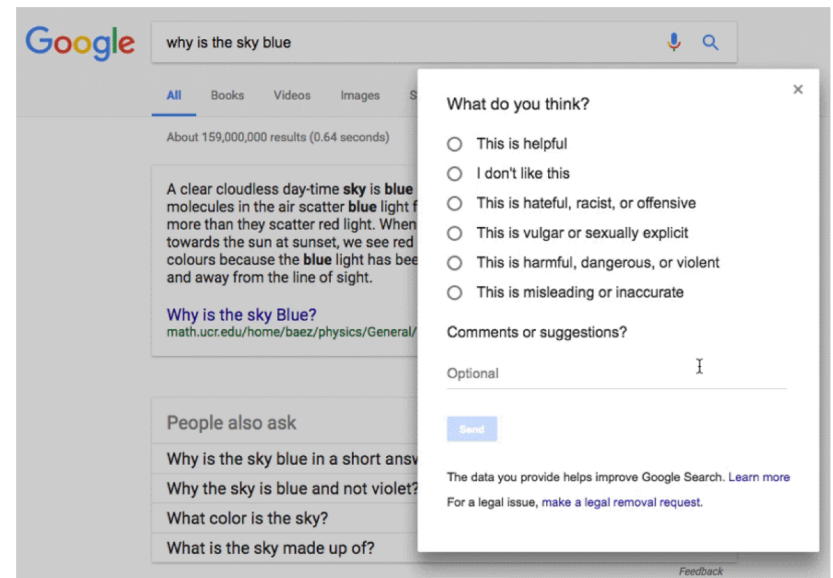 Google
why is the sky blue
All Books Videos Images S
About 159,000,000 results (0.64 seconds)
A clear cloudless day-time sky is blue
molecules in the air scatter blue light f
more than they scatter red light. When
towards the sun at sunset, we see red
colours because the blue light has bee
and away from the line of sight.
Why is the sky Blue?
math.ucr.edu/home/baez/physics/General/
People also ask
Why is the sky blue in a short answ
Why the sky is blue and not violet?
What color is the sky?
What is the sky made up of?
Feedback
What do you think?
This is helpful
I don't like this
This is hateful, racist, or offensive
This is vulgar or sexually explicit
This is harmful, dangerous, or violent
This is misleading or inaccurate
Comments or suggestions?
Optional
Send
The data you provide helps improve Google Search. Learn more
For a legal issue, make a legal removal request.